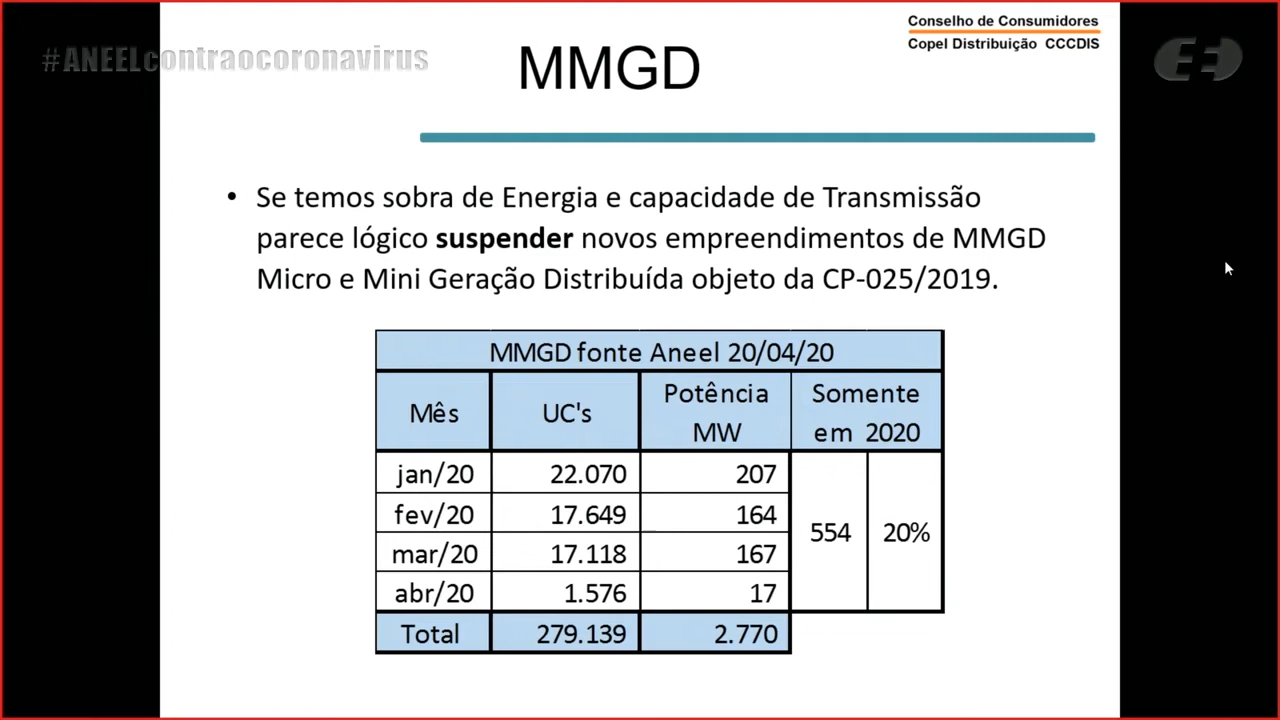 #ANEELcontraocoronavirus
Conselho de Consumidores
Copel Distribuição CCCDIS
MMGD
• Se temos sobra de Energia e capacidade de Transmissão
parece lógico suspender novos empreendimentos de MMGD
Micro e Mini Geração Distribuída objeto da CP-025/2019.
MMGD fonte Aneel 20/04/20
Mês UC's Potência MW Somente em 2020
jan/20 22.070 207
fev/20 17.649 164
554 20%
mar/20 17.118 167
abr/20 1.576 17
Total 279.139 2.770